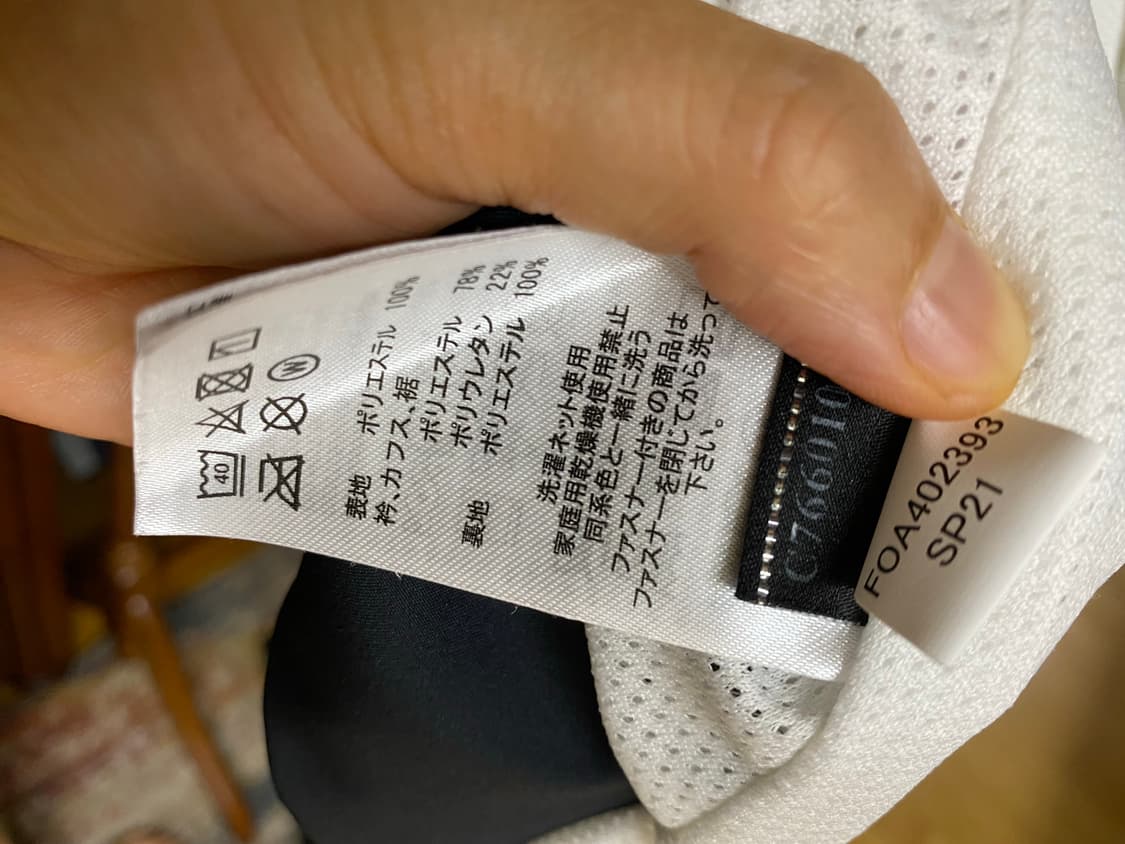 40
W
表地 ポリエステル 100%
衿、カフス、裾
ポリエステル 78%
ポリウレタン 22%
裏地 ポリエステル 100%
洗濯ネット使用
家庭用乾燥機使用禁止
同系色と一緒に洗う
ファスナー付きの商品は
ファスナーを閉じてから洗って
下さい。
C766010
FOA402393
SP21